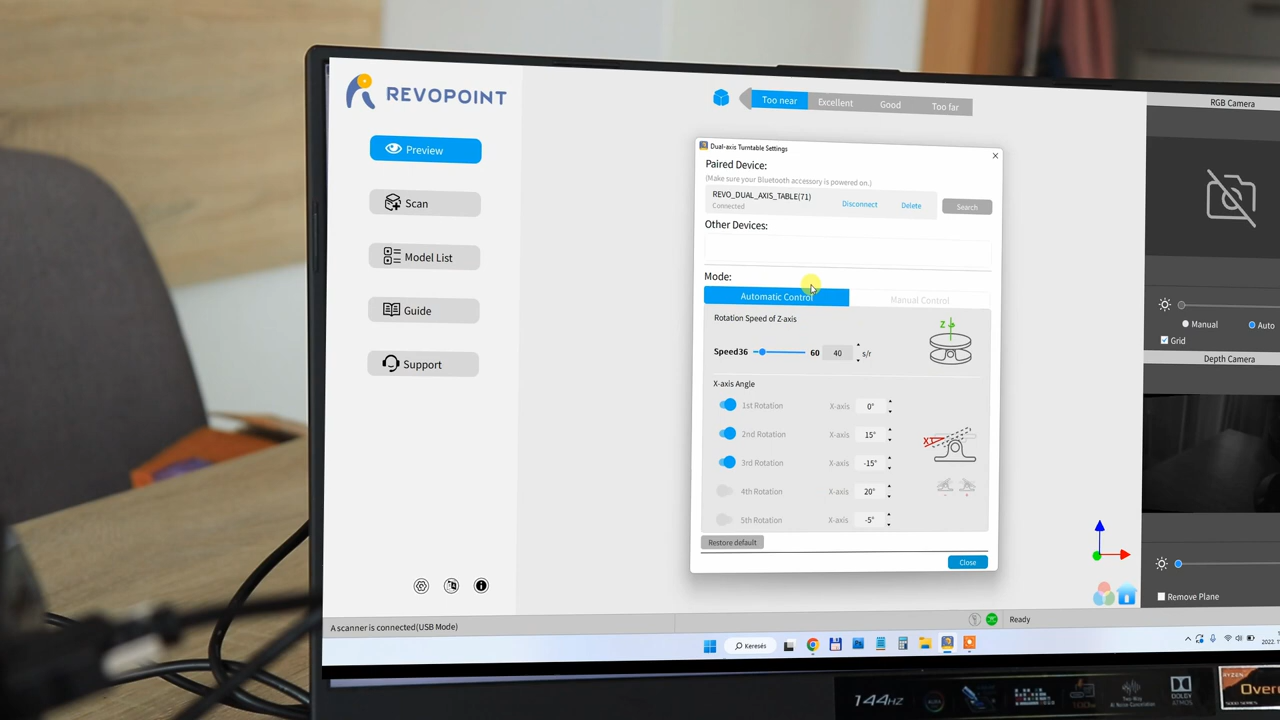 REVOPOINT
Preview
Scan
Model List
Guide
Support
A scanner is connected(USB Mode)
Too near
Excellent
Good
Too far
Dual-axis Turntable Settings
Paired Device:
(Make sure your Bluetooth accessory is powered on.)
REVO_DUAL_AXIS_TABLE(71)
Connected
Disconnect
Delete
Search
Other Devices:
Mode:
Automatic Control
Manual Control
Rotation Speed of Z-axis
Z
Speed36
60
40
s/r
X-axis Angle
1st Rotation X-axis 0°
2nd Rotation X-axis 15°
3rd Rotation X-axis -15°
4th Rotation X-axis 20°
5th Rotation X-axis -5°
X
Restore default
Close
RGB Camera
Manual
Auto
Grid
Depth Camera
Remove Plane
Ready
Keresés
2022.
144HZ
DOLBY
ATMOS
RYZEN